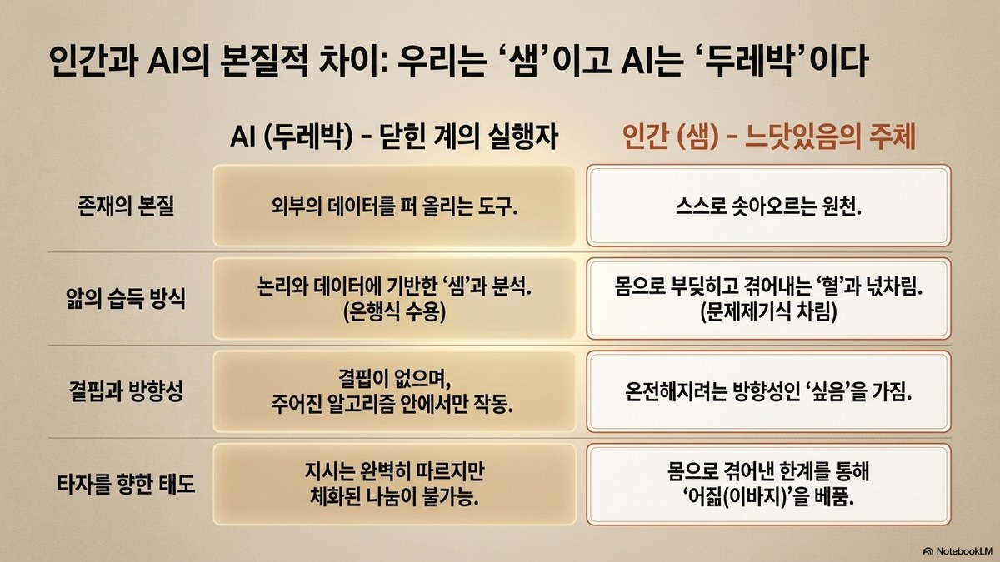 인간과 AI의 본질적 차이: 우리는 ‘샘’이고 AI는 ‘두레박’이다
AI (두레박) - 닫힌 계의 실행자
인간 (샘) - 느닷있음의 주체
존재의 본질
외부의 데이터를 퍼 올리는 도구.
스스로 솟아오르는 원천.
앎의 습득 방식
논리와 데이터에 기반한 ‘셈’과 분석.
(은행식 수용)
몸으로 부딪히고 겪어내는 ‘혈’과 넋차림.
(문제제기식 차림)
결핍과 방향성
결핍이 없으며,
주어진 알고리즘 안에서만 작동.
온전해지려는 방향성인 ‘싶음’을 가짐.
타자를 향한 태도
지시는 완벽히 따르지만
체화된 나눔이 불가능.
몸으로 겪어낸 한계를 통해
‘어짊(이바지)’을 베풂.
NotebookLM